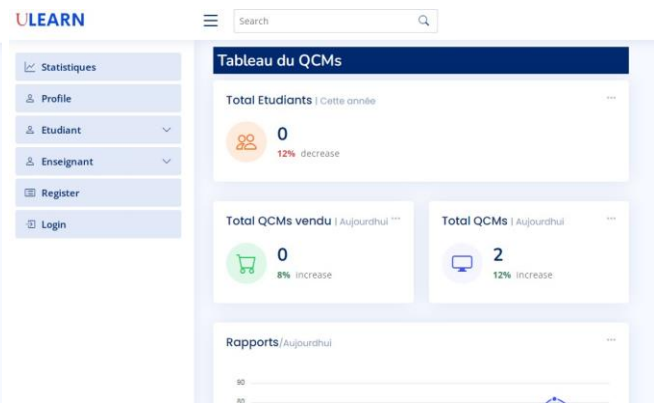 ULEARN
Search
Statistiques
Profile
Etudiant
Enseignant
Register
Login
Tableau du QCMs
Total Etudiants | Cette année
0
12% decrease
Total QCMs vendu | Aujourdhui
0
8% increase
Total QCMs | Aujourdhui
2
12% increase
Rapports/Aujourdhui
90
80